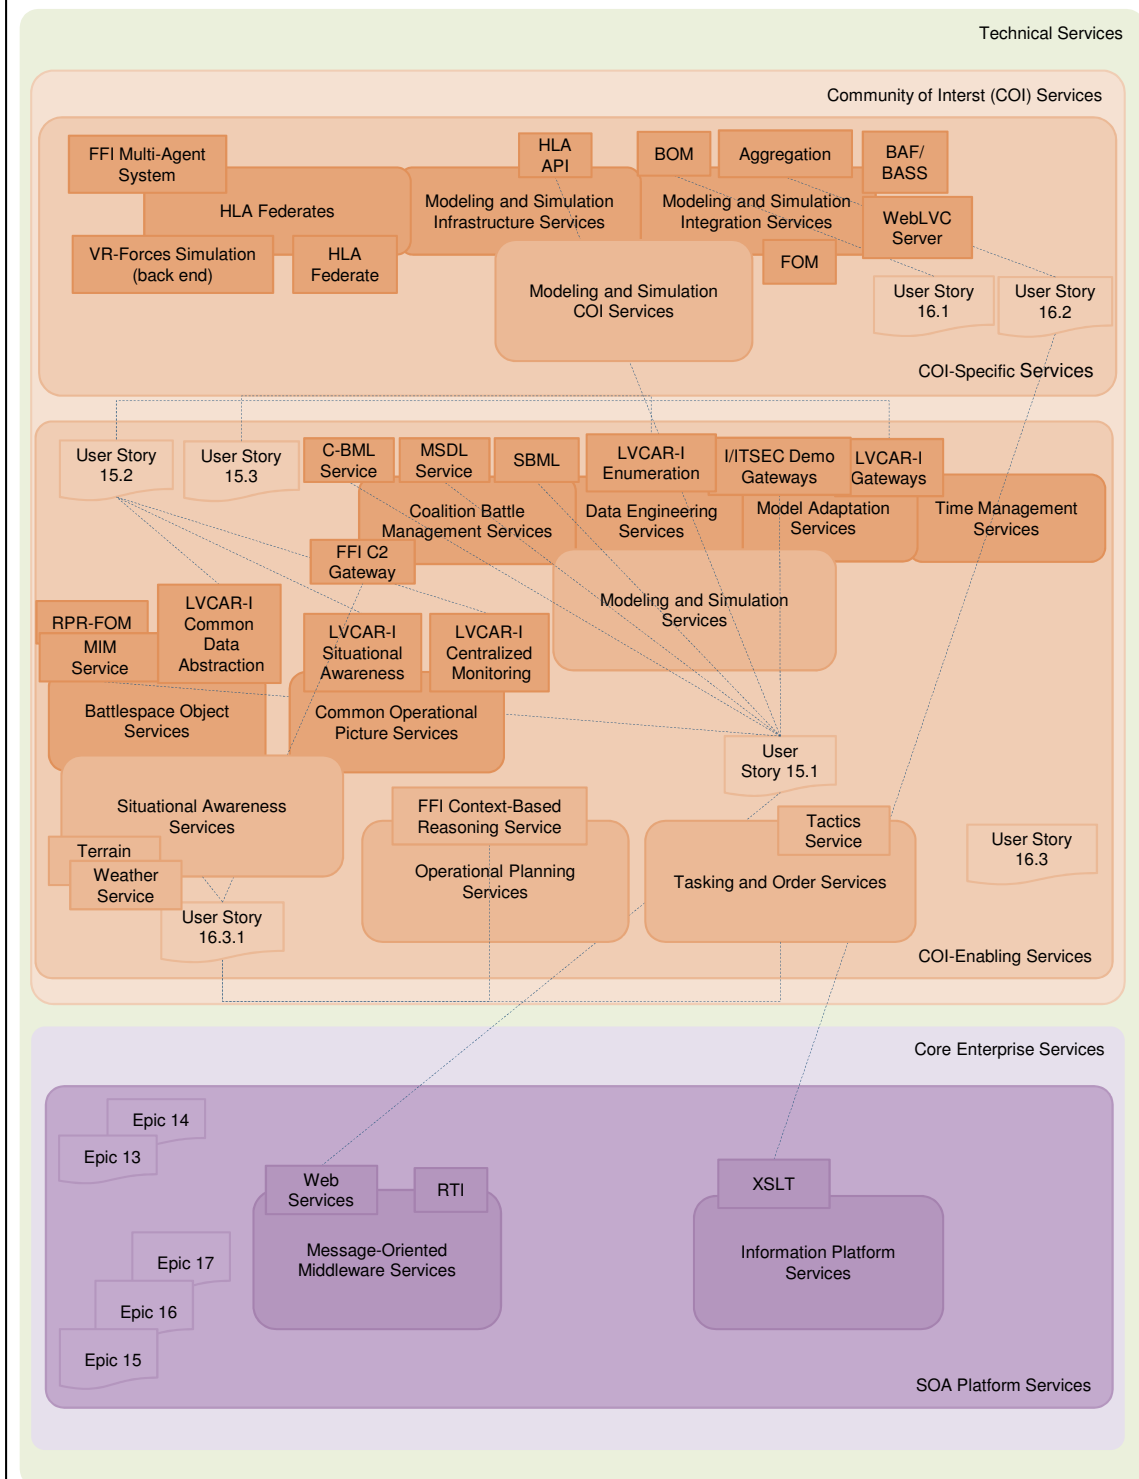 Technical Services
Community of Interst (COI) Services
FFI Multi-Agent
System
HLA
API
BOM
Aggregation
BAF/
BASS
HLA Federates
Modeling and Simulation
Infrastructure Services
Modeling and Simulation
Integration Services
WebLVC
Server
VR-Forces Simulation
(back end)
HLA
Federate
FOM
Modeling and Simulation
COI Services
User Story
16.1
User Story
16.2
COI-Specific Services
User Story
15.2
User Story
15.3
C-BML
Service
MSDL
Service
SBML
LVCAR-I
Enumeration
I/ITSEC Demo
Gateways
LVCAR-I
Gateways
Coalition Battle
Management Services
Data Engineering
Services
Model Adaptation
Services
Time Management
Services
FFI C2
Gateway
Modeling and Simulation
Services
RPR-FOM
MIM
Service
LVCAR-I
Common
Data
Abstraction
LVCAR-I
Situational
Awareness
LVCAR-I
Centralized
Monitoring
Battlespace Object
Services
Common Operational
Picture Services
User
Story 15.1
Situational Awareness
Services
FFI Context-Based
Reasoning Service
Tactics
Service
User Story
16.3
Terrain
Weather
Service
Operational Planning
Services
Tasking and Order Services
User Story
16.3.1
COI-Enabling Services
Core Enterprise Services
Epic 14
Epic 13
Web
Services
RTI
XSLT
Message-Oriented
Middleware Services
Information Platform
Services
Epic 17
Epic 16
Epic 15
SOA Platform Services